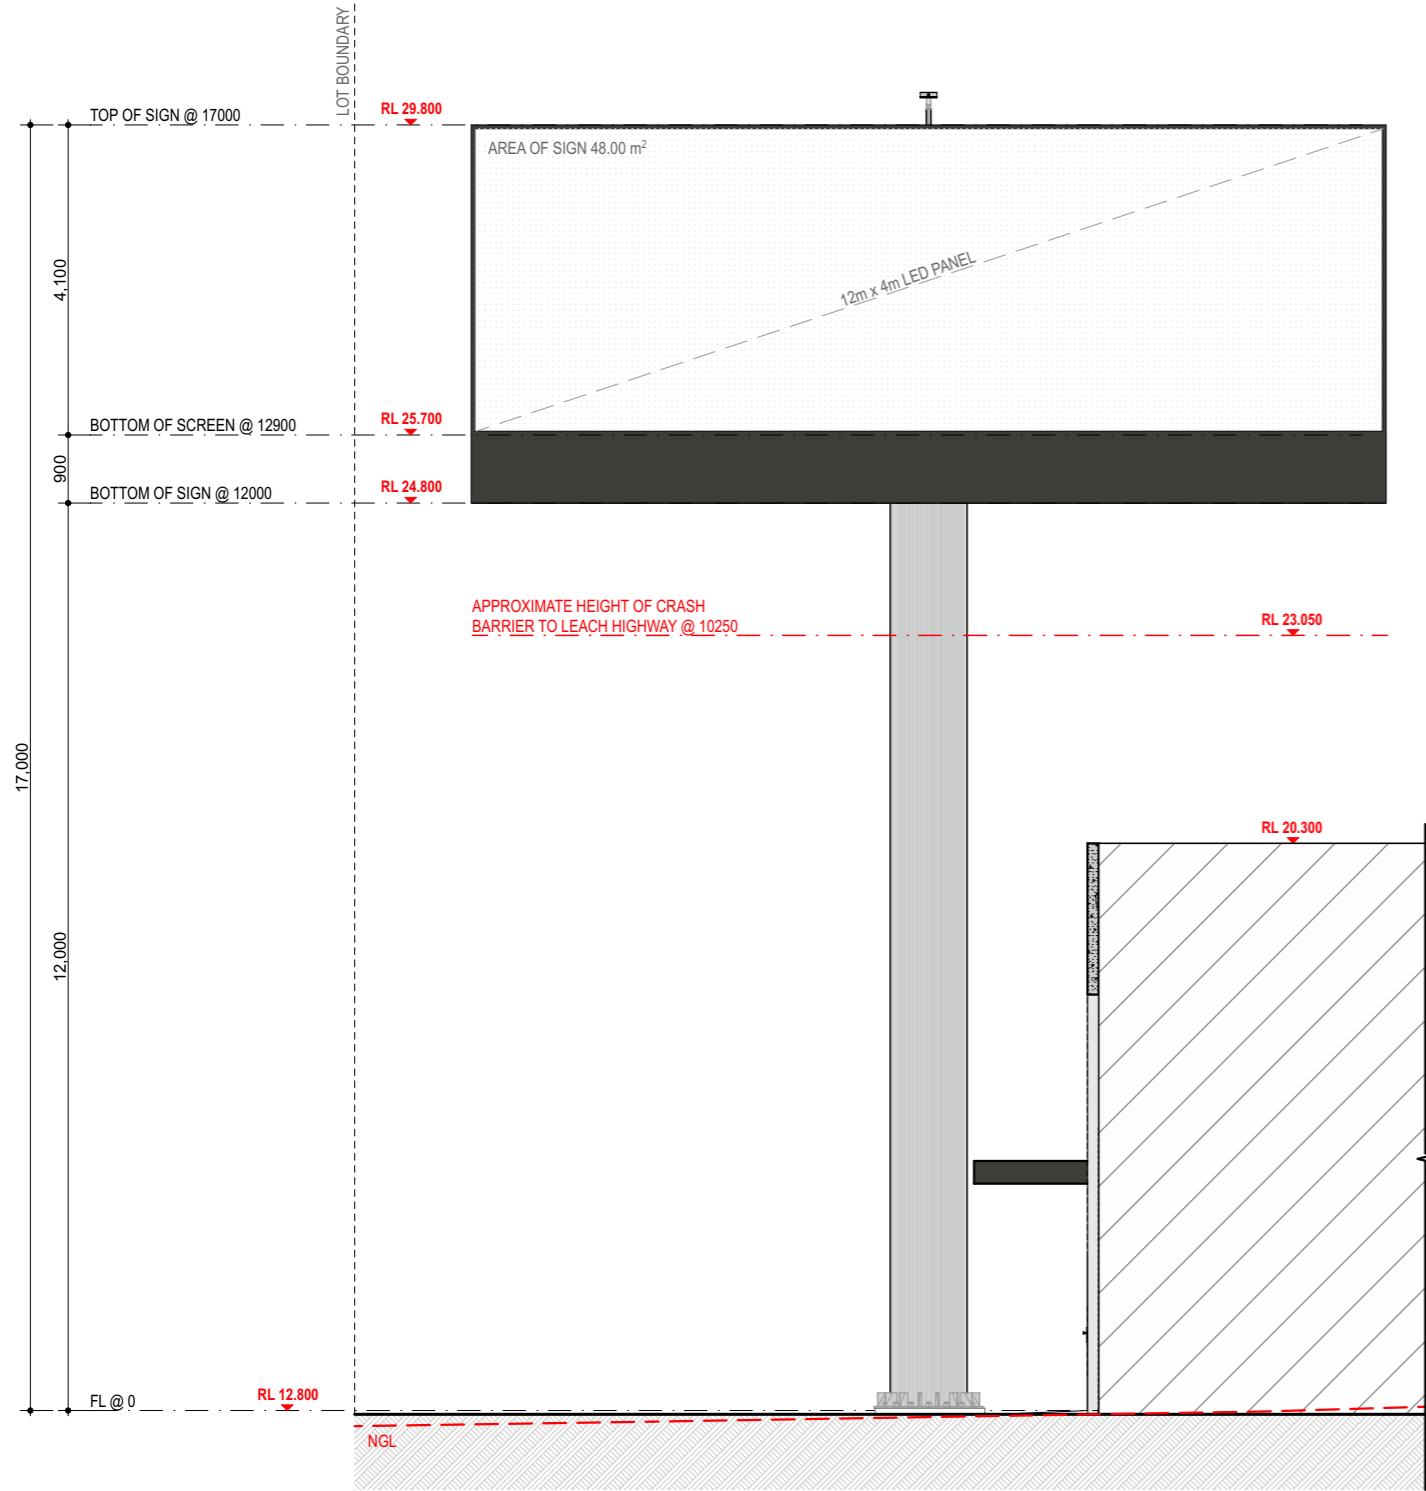 LOT BOUNDARY
TOP OF SIGN @ 17000
RL 29.800
AREA OF SIGN 48.00 m²
12m x 4m LED PANEL
4,100
BOTTOM OF SCREEN @ 12900
RL 25.700
900
BOTTOM OF SIGN @ 12000
RL 24.800
APPROXIMATE HEIGHT OF CRASH
BARRIER TO LEACH HIGHWAY @ 10250
RL 23.050
17,000
RL 20.300
12,000
FL @ 0
RL 12.800
NGL